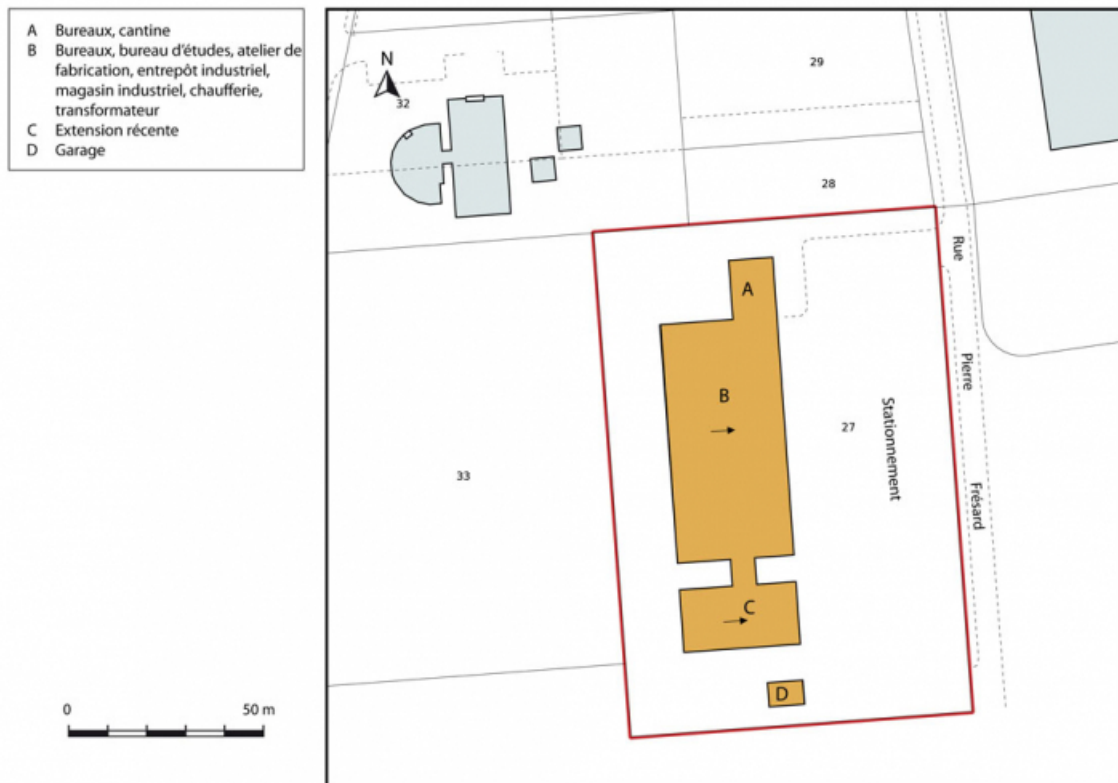 A Bureaux, cantine
B Bureaux, bureau d'études, atelier de
fabrication, entrepôt industriel,
magasin industriel, chaufferie,
transformateur
C Extension récente
D Garage
N
32
29
28
Rue
A
B
Pierre
27
Stationnement
33
Frésard
C
D
0 50 m